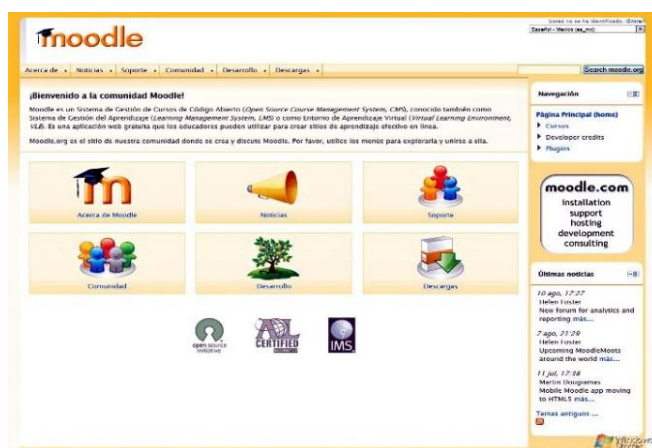 Usted no se ha identificado. (Entrar)
Español - Mexico (es_mx)
moodle
Acerca de Noticias Soporte Comunidad Desarrollo Descargas
Search moodle.org
¡Bienvenido a la comunidad Moodle!
Moodle es un Sistema de Gestión de Cursos de Código Abierto (Open Source Course Management System, CMS), conocido también como
Sistema de Gestión del Aprendizaje (Learning Management System, LMS) o como Entorno de Aprendizaje Virtual (Virtual Learning Environment,
VLE). Es una aplicación web gratuita que los educadores pueden utilizar para crear sitios de aprendizaje efectivo en línea.
Moodle.org es el sitio de nuestra comunidad donde se crea y discute Moodle. Por favor, utilice los menús para explorarla y unirse a ella.
m
Acerca de Moodle
Noticias
Soporte
Comunidad
Desarrollo
Descargas
open source
initiative
ADL
CERTIFIED
IMS
Navegación
Página Principal (home)
Cursos
Developer credits
Plugins
moodle.com
installation
support
hosting
development
consulting
Últimas noticias
10 ago, 17:27
Helen Foster
New forum for analytics and
reporting más...
7 ago, 21:29
Helen Foster
Upcoming MoodleMoots
around the world más...
11 jul, 17:38
Martin Dougiamas
Mobile Moodle app moving
to HTML5 más...
Temas antiguos ...
Windows